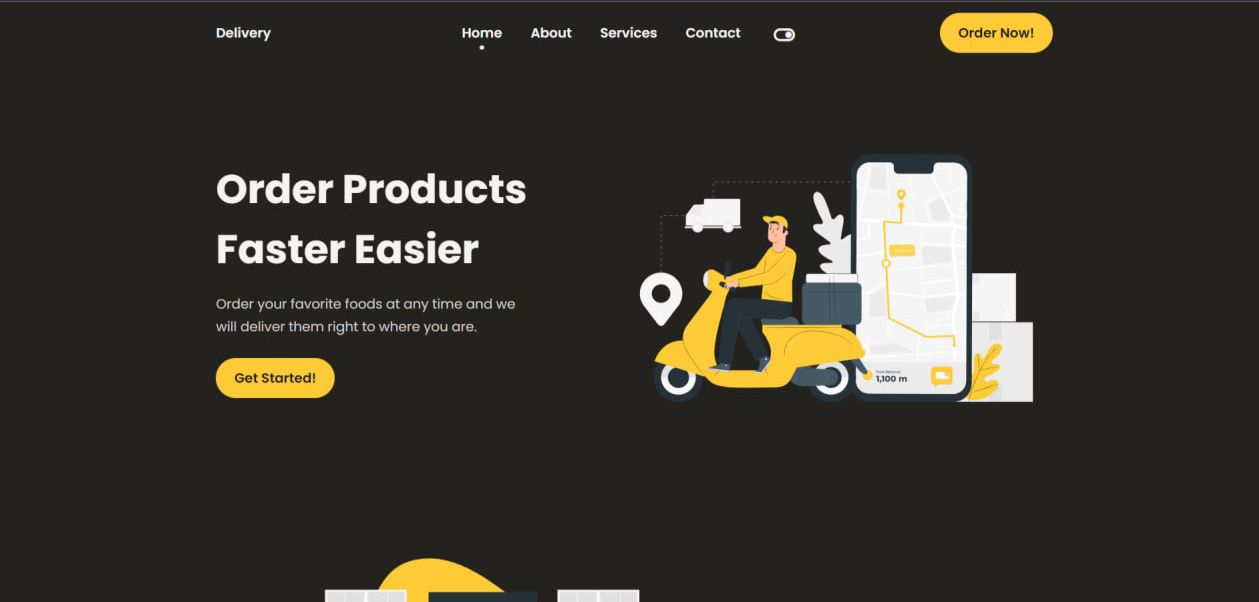 Delivery
Home
About
Services
Contact
Order Now!
Order Products
Faster Easier
Order your favorite foods at any time and we
will deliver them right to where you are.
Get Started!
Total distance
1,100 m